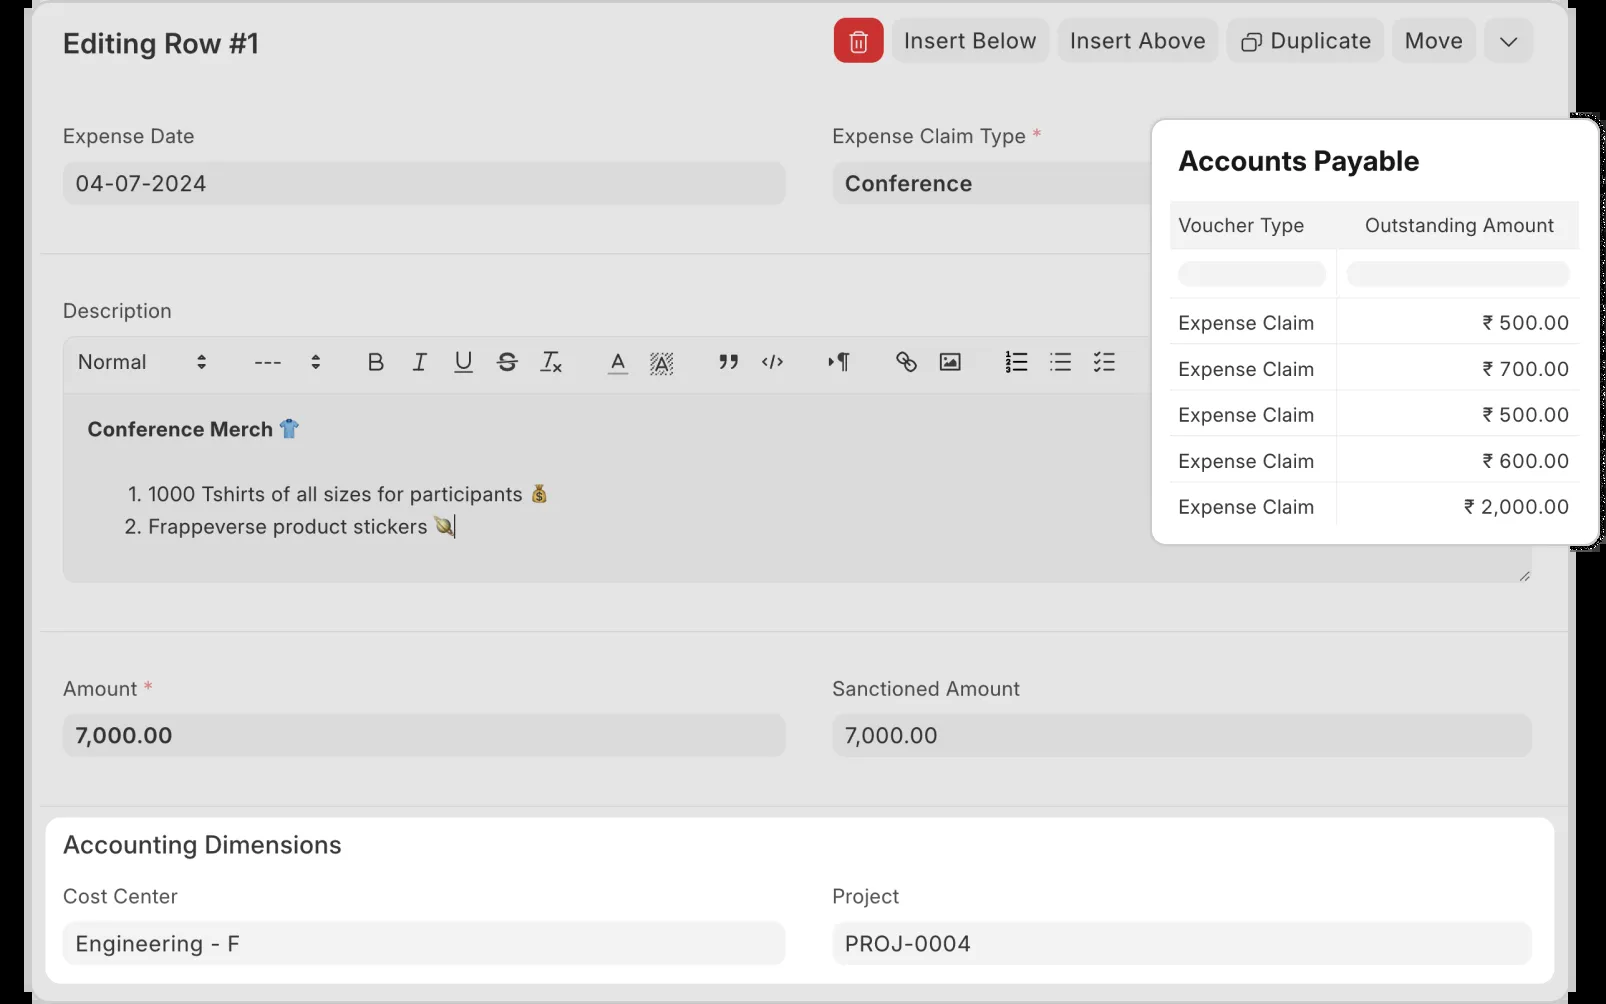 Editing Row #1
Insert Below
Insert Above
Duplicate
Move
Expense Date
04-07-2024
Expense Claim Type *
Conference
Accounts Payable
Voucher Type Outstanding Amount
Expense Claim ₹ 500.00
Expense Claim ₹ 700.00
Expense Claim ₹ 500.00
Expense Claim ₹ 600.00
Expense Claim ₹ 2,000.00
Description
Normal ---
Conference Merch 👕
1. 1000 Tshirts of all sizes for participants 💰
2. Frappeverse product stickers 🪐
Amount *
7,000.00
Sanctioned Amount
7,000.00
Accounting Dimensions
Cost Center
Engineering - F
Project
PROJ-0004